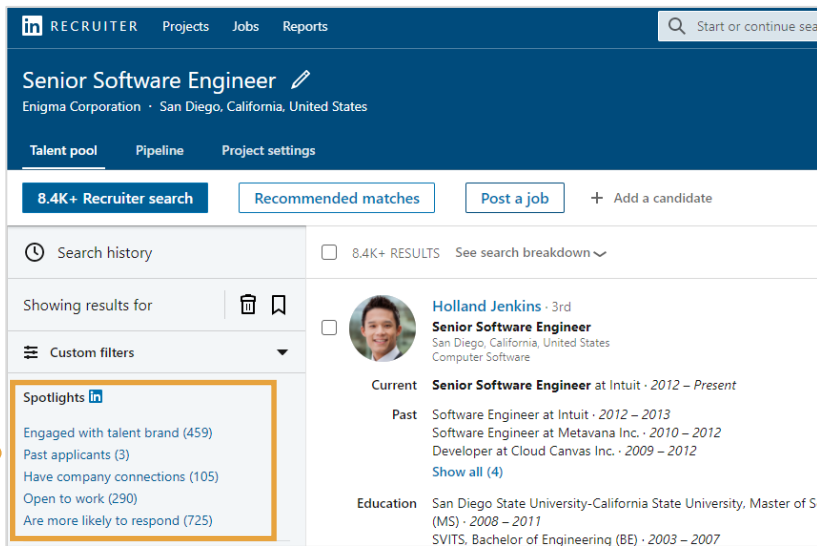 in RECRUITER Projects Jobs Reports
Start or continue sea
Senior Software Engineer
Enigma Corporation · San Diego, California, United States
Talent pool Pipeline Project settings
8.4K+ Recruiter search Recommended matches Post a job + Add a candidate
Search history
8.4K+ RESULTS See search breakdown
Showing results for
Custom filters
Spotlights in
Engaged with talent brand (459)
Past applicants (3)
Have company connections (105)
Open to work (290)
Are more likely to respond (725)
Holland Jenkins · 3rd
Senior Software Engineer
San Diego, California, United States
Computer Software
Current Senior Software Engineer at Intuit · 2012 – Present
Past Software Engineer at Intuit · 2012 – 2013
Software Engineer at Metavana Inc. · 2010 – 2012
Developer at Cloud Canvas Inc. · 2009 – 2012
Show all (4)
Education San Diego State University-California State University, Master of S
(MS) · 2008 – 2011
SVITS, Bachelor of Engineering (BE) · 2003 – 2007